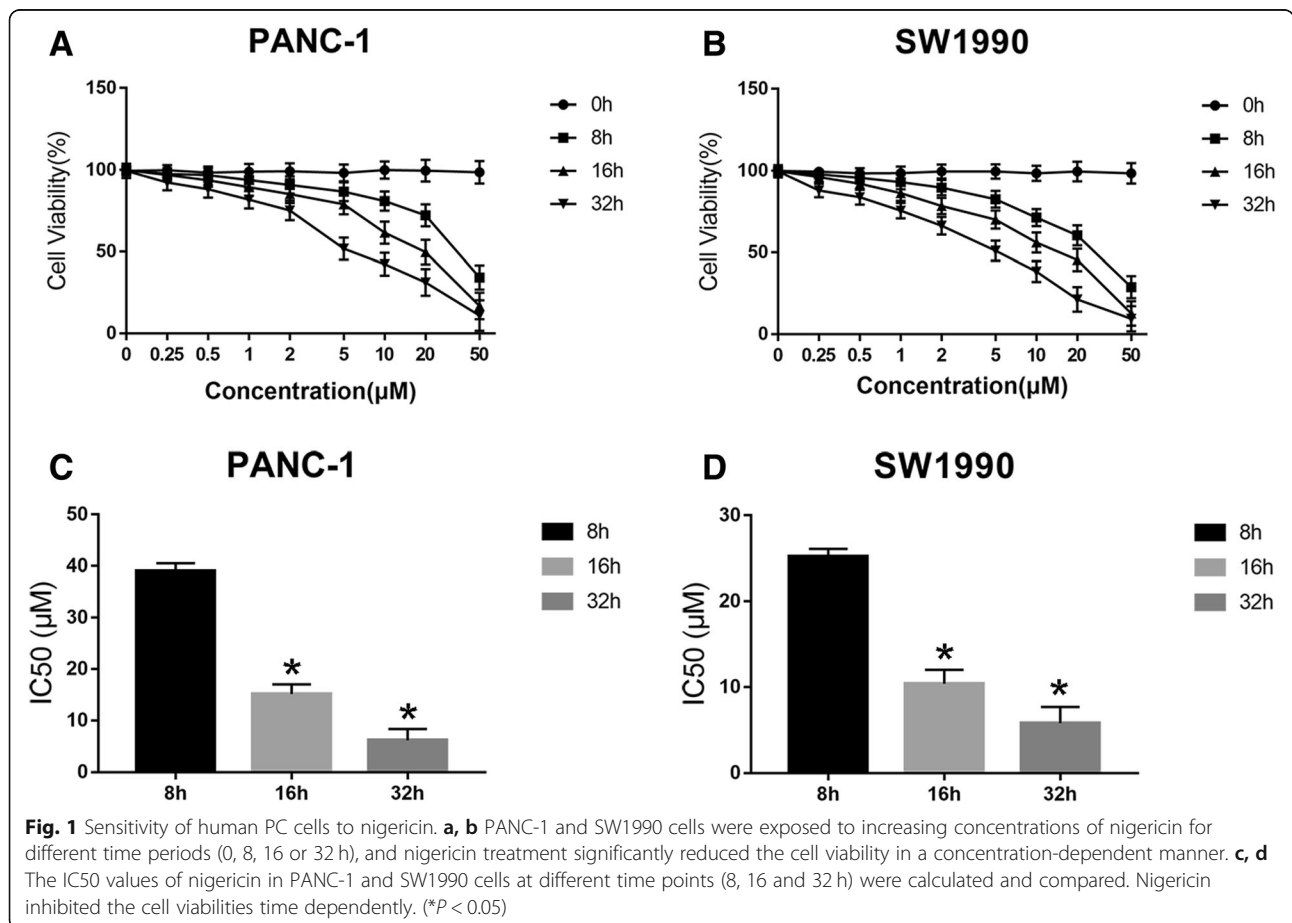 A
PANC-1
150
100
50
0
Cell Viability(%)
0 0.25 0.5 1 2 5 10 20 50
Concentration(µM)
0h
8h
16h
32h
B
SW1990
150
100
50
0
Cell Viability(%)
0 0.25 0.5 1 2 5 10 20 50
Concentration(µM)
0h
8h
16h
32h
C
PANC-1
50
40
30
20
10
0
IC50 (µM)
*
*
8h 16h 32h
8h
16h
32h
D
SW1990
30
20
10
0
IC50 (µM)
*
*
8h 16h 32h
8h
16h
32h
Fig. 1 Sensitivity of human PC cells to nigericin. a, b PANC-1 and SW1990 cells were exposed to increasing concentrations of nigericin for
different time periods (0, 8, 16 or 32 h), and nigericin treatment significantly reduced the cell viability in a concentration-dependent manner. c, d
The IC50 values of nigericin in PANC-1 and SW1990 cells at different time points (8, 16 and 32 h) were calculated and compared. Nigericin
inhibited the cell viabilities time dependently. (*P < 0.05)